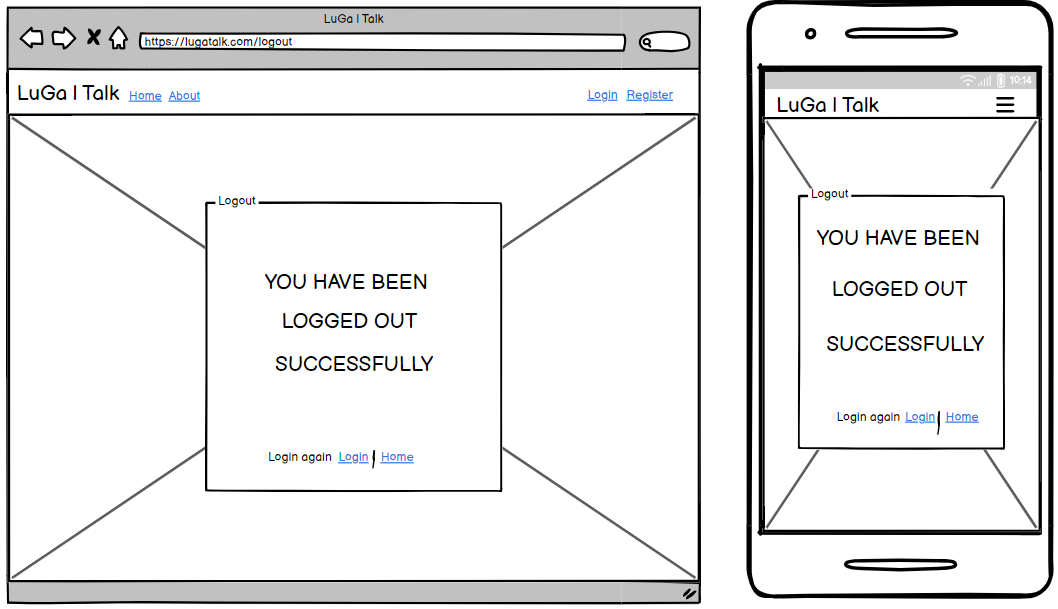 LuGa | Talk
https://lugatalk.com/logout
LuGa | Talk Home About Login Register
Logout
YOU HAVE BEEN
LOGGED OUT
SUCCESSFULLY
Login again Login | Home
10:14
LuGa | Talk
Logout
YOU HAVE BEEN
LOGGED OUT
SUCCESSFULLY
Login again Login | Home